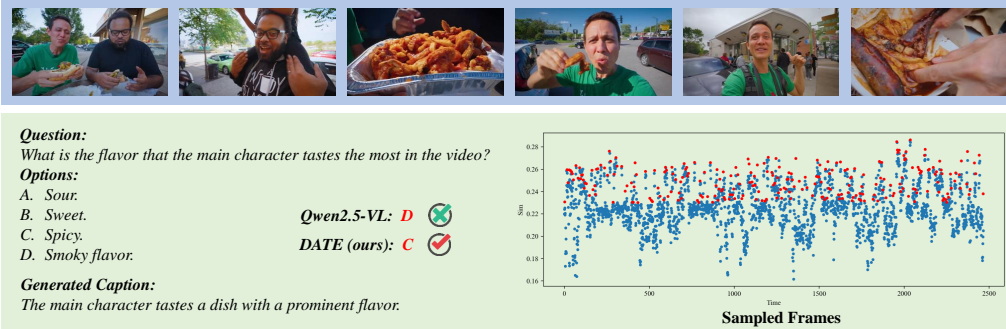 Question:
What is the flavor that the main character tastes the most in the video?
Options:
A. Sour.
B. Sweet.
C. Spicy.
D. Smoky flavor.
Qwen2.5-VL: D
DATE (ours): C
Generated Caption:
The main character tastes a dish with a prominent flavor.
0.28
0.26
0.24
0.22
0.20
0.18
0.16
Sim
0 500 1000 1500 2000 2500
Time
Sampled Frames